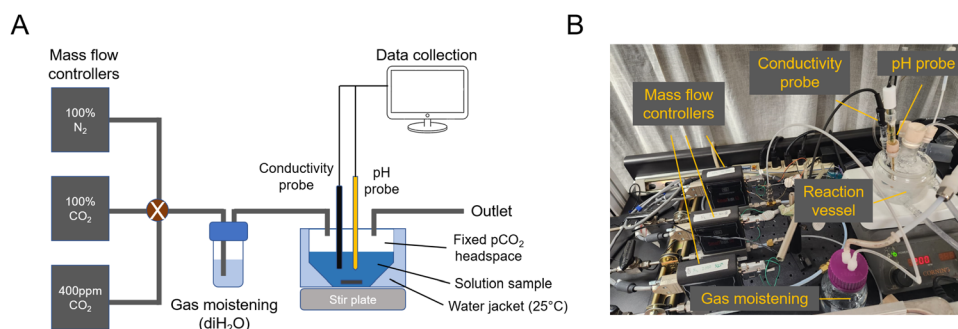 A
Mass flow
controllers
100%
N2
100%
CO2
400ppm
CO2
Gas moistening
(diH2O)
Data collection
Conductivity
probe
pH
probe
Outlet
Fixed pCO2
headspace
Solution sample
Water jacket (25°C)
Stir plate
B
Conductivity
probe
pH probe
Mass flow
controllers
Reaction
vessel
Gas moistening